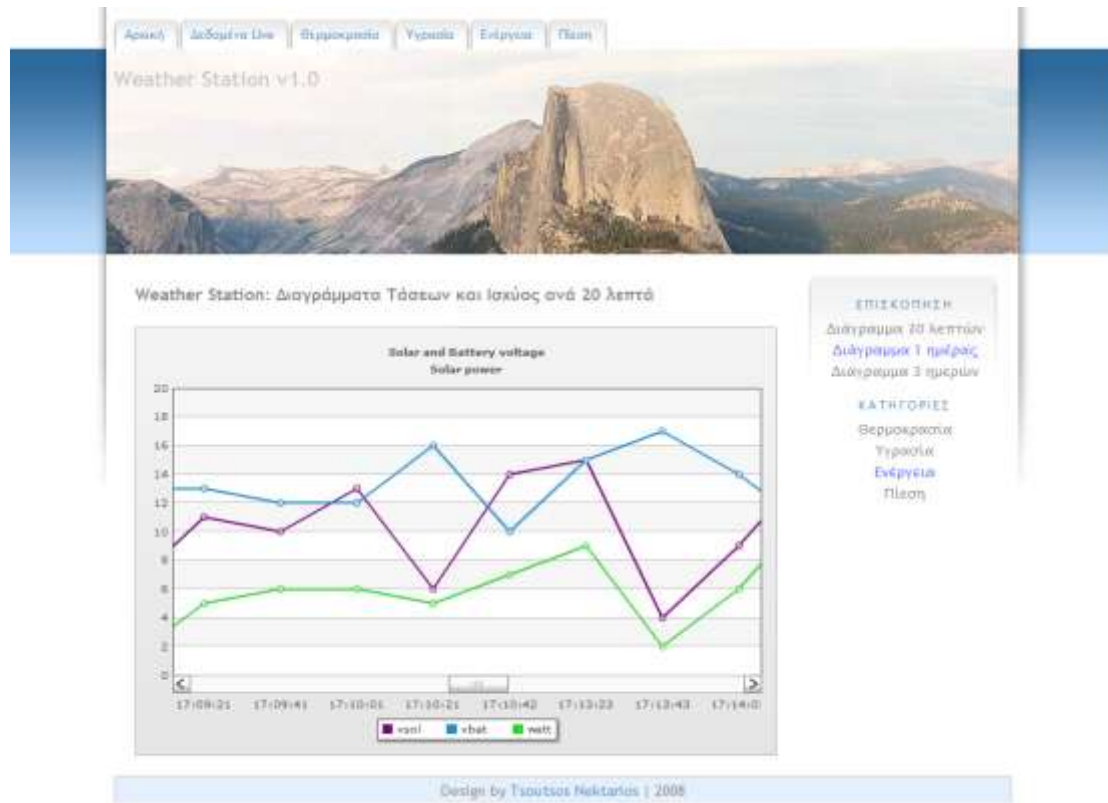 Αρχική Δεδομένα Live Θερμοκρασία Υγρασία Ενέργεια Πίεση
Weather Station v1.0
Weather Station: Διαγράμματα Τάσεων και Ισχύος ανά 20 λεπτά
ΕΠΙΣΚΟΠΗΣΗ
Διάγραμμα 20 λεπτών
Διάγραμμα 1 ημέρας
Διάγραμμα 3 ημερών
ΚΑΤΗΓΟΡΙΕΣ
Θερμοκρασία
Υγρασία
Ενέργεια
Πίεση
Solar and Battery voltage
Solar power
20
18
16
14
12
10
8
6
4
2
0
17:09:21 17:09:41 17:10:01 17:10:21 17:10:42 17:13:23 17:13:43 17:14:0
vsol vbat watt
Design by Tsoutsos Nektarios | 2008